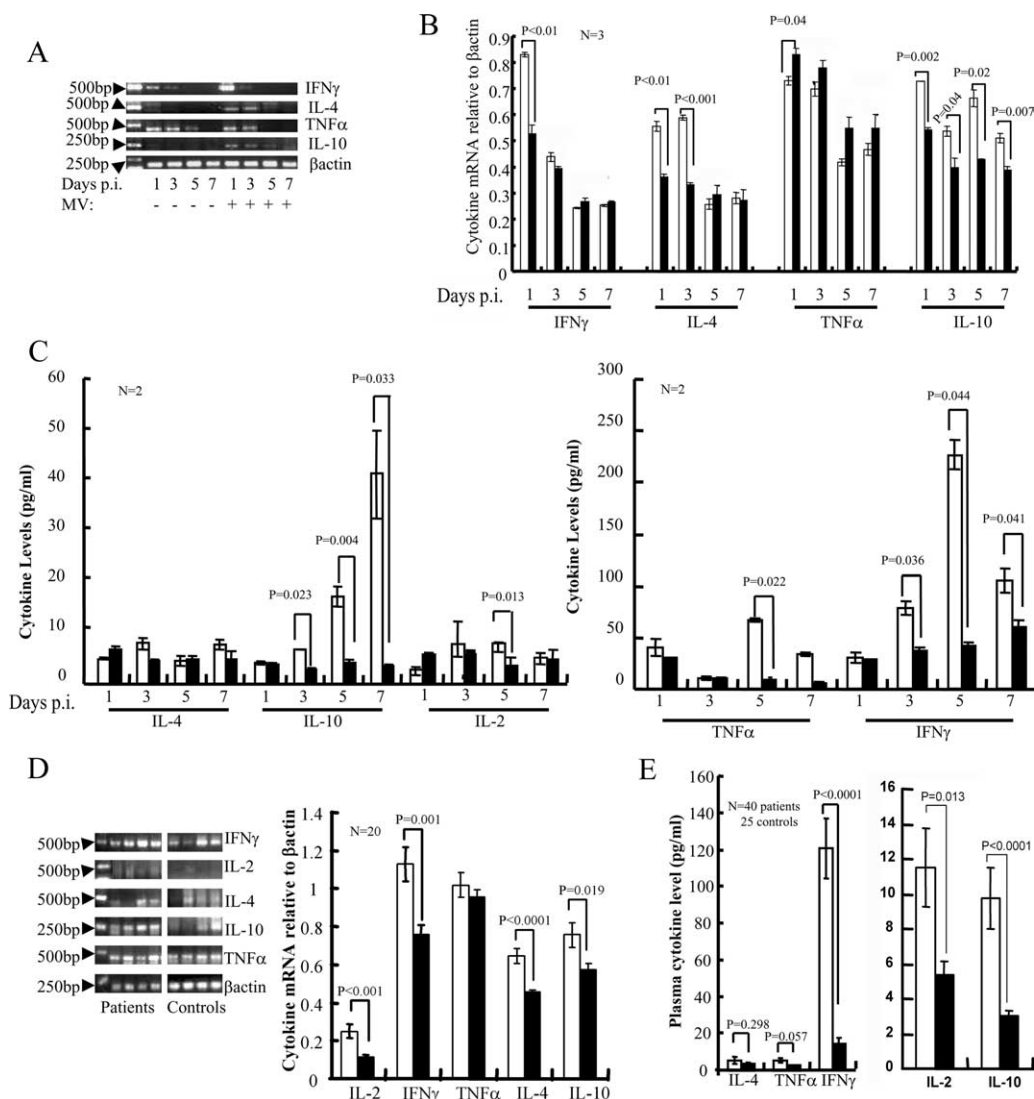 A
500bp IFNγ
500bp IL-4
500bp TNFα
250bp IL-10
250bp βactin
Days p.i. 1 3 5 7 1 3 5 7
MV: - - - - + + + +
B
Cytokine mRNA relative to βactin
0.9
0.8
0.7
0.6
0.5
0.4
0.3
0.2
0.1
0
N=3
P<0.01
P<0.01
P<0.001
P=0.04
P=0.002
P=0.04
P=0.02
P=0.007
Days p.i. 1 3 5 7 1 3 5 7 1 3 5 7 1 3 5 7
IFNγ IL-4 TNFα IL-10
C
Cytokine Levels (pg/ml)
60
50
40
30
20
10
0
N=2
P=0.023
P=0.004
P=0.033
P=0.013
Days p.i. 1 3 5 7 1 3 5 7 1 3 5 7
IL-4 IL-10 IL-2
Cytokine Levels (pg/ml)
300
250
200
150
100
50
0
N=2
P=0.022
P=0.036
P=0.044
P=0.041
1 3 5 7 1 3 5 7
TNFα IFNγ
D
500bp IFNγ
500bp IL-2
500bp IL-4
250bp IL-10
500bp TNFα
250bp βactin
Patients Controls
Cytokine mRNA relative to βactin
1.4
1.2
1
0.8
0.6
0.4
0.2
0
N=20
P<0.001
P=0.001
P<0.0001
P=0.019
IL-2 IFNγ TNFα IL-4 IL-10
E
Plasma cytokine level (pg/ml)
160
140
120
100
80
60
40
20
0
N=40 patients
25 controls
P=0.298
P=0.057
P<0.0001
IL-4 TNFα IFNγ
16
14
12
10
8
6
4
2
0
P=0.013
P<0.0001
IL-2 IL-10